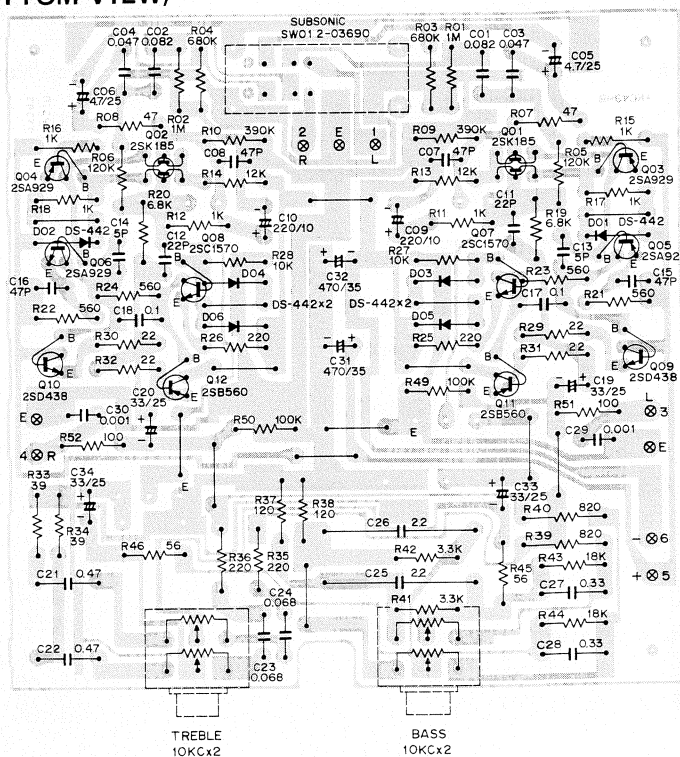 SUBSONIC
SW01 2-03690
C04
0.047
C02
0.082
R04
680K
R03
680K
R01
1M
C01
0.082
C03
0.047
C05
4.7/25
C06
4.7/25
R02
1M
R08 47
R07 47
R16
1K
R15
1K
Q02
2SK185
R10 390K
C08 47P
R14 12K
2
R
E
1
L
R09 390K
C07 47P
R13 12K
Q01
2SK185
R06
120K
R05
120K
Q04
2SA929
Q03
2SA929
E
B
E
B
R18 1K
R17
1K
R20
6.8K
R19
6.8K
C14
5P
R12 1K
C12
22P
C10
220/10
C09
220/10
R11 1K
C11
22P
C13
5P
D02 DS-442
D01 DS-442
Q06
2SA929
Q05
2SA929
Q08
2SC1570
Q07
2SC1570
R28
10K
D04
C32
470/35
R27
10K
D03
C16
47P
C15
47P
R24 560
R23 560
DS-442x2
DS-442x2
R22 560
R21 560
C18 0.1
C17 0.1
D06
D05
R26 220
R25 220
R30 22
R29 22
R32 22
R31 22
C31
470/35
Q10
2SD438
Q09
2SD438
Q12
2SB560
Q11
2SB560
R49 100K
C20
33/25
C19
33/25
E
C30
0.001
R52 100
R50 100K
R51 100
C29 0.001
L
3
E
4 R
E
E
R33
39
R34
39
C34
33/25
C33
33/25
R37
120
R38
120
C26 2.2
R42 3.3K
C25 2.2
R41 3.3K
R40 820
R39 820
R43 18K
C27 0.33
R44 18K
C28 0.33
- 6
+ 5
R46 56
R45
56
R36
220
R35
220
C21 0.47
C22 0.47
C24
0.068
C23
0.068
TREBLE
10KCx2
BASS
10KCx2